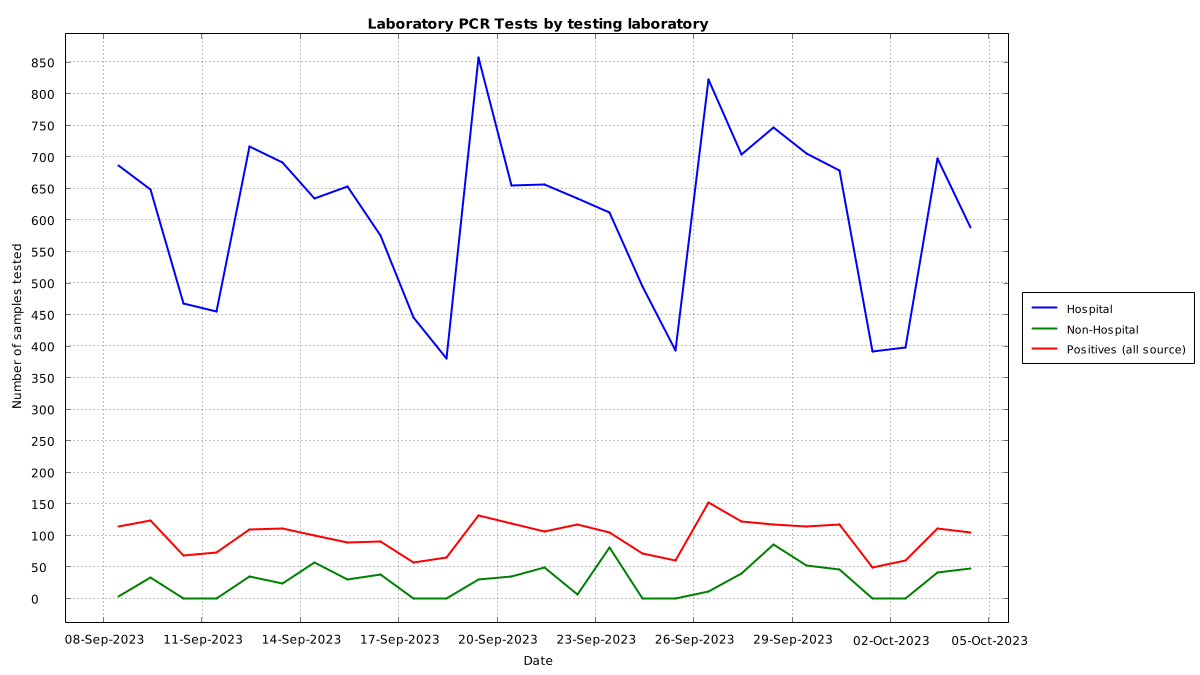 Laboratory PCR Tests by testing laboratory
850
800
750
700
650
600
550
500
450
400
350
300
250
200
150
100
50
0
Number of samples tested
08-Sep-2023 11-Sep-2023 14-Sep-2023 17-Sep-2023 20-Sep-2023 23-Sep-2023 26-Sep-2023 29-Sep-2023 02-Oct-2023 05-Oct-2023
Date
Hospital
Non-Hospital
Positives (all source)